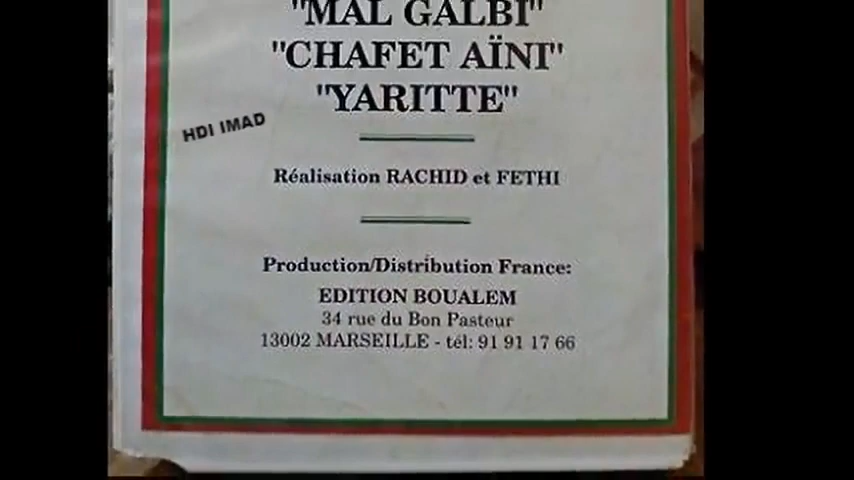 "MAL GALBI"
"CHAFET AÏNI"
"YARITTE"
HDI IMAD
Réalisation RACHID et FETHI
Production/Distribution France:
EDITION BOUALEM
34 rue du Bon Pasteur
13002 MARSEILLE - tél: 91 91 17 66